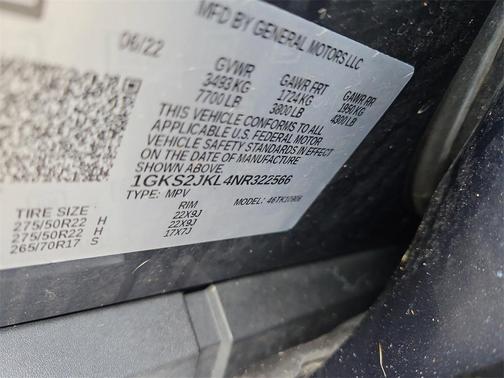 MFD BY GENERAL MOTORS LLC
06/22
GVWR GAWR FRT GAWR RR
3493 KG 1724 KG 1950 KG
7700 LB 3800 LB 4300 LB
THIS VEHICLE CONFORMS TO ALL
APPLICABLE U.S. FEDERAL MOTOR
VEHICLE SAFETY STANDARDS IN EFFECT
ON THE DATE OF MANUFACTURE
SHOWN ABOVE
1GKS2JKL4NR322566
TYPE: MPV MODEL:
TIRE SIZE RIM
275/50R22 H 22X9J
275/50R22 H 22X9J
265/70R17 S 17X7J